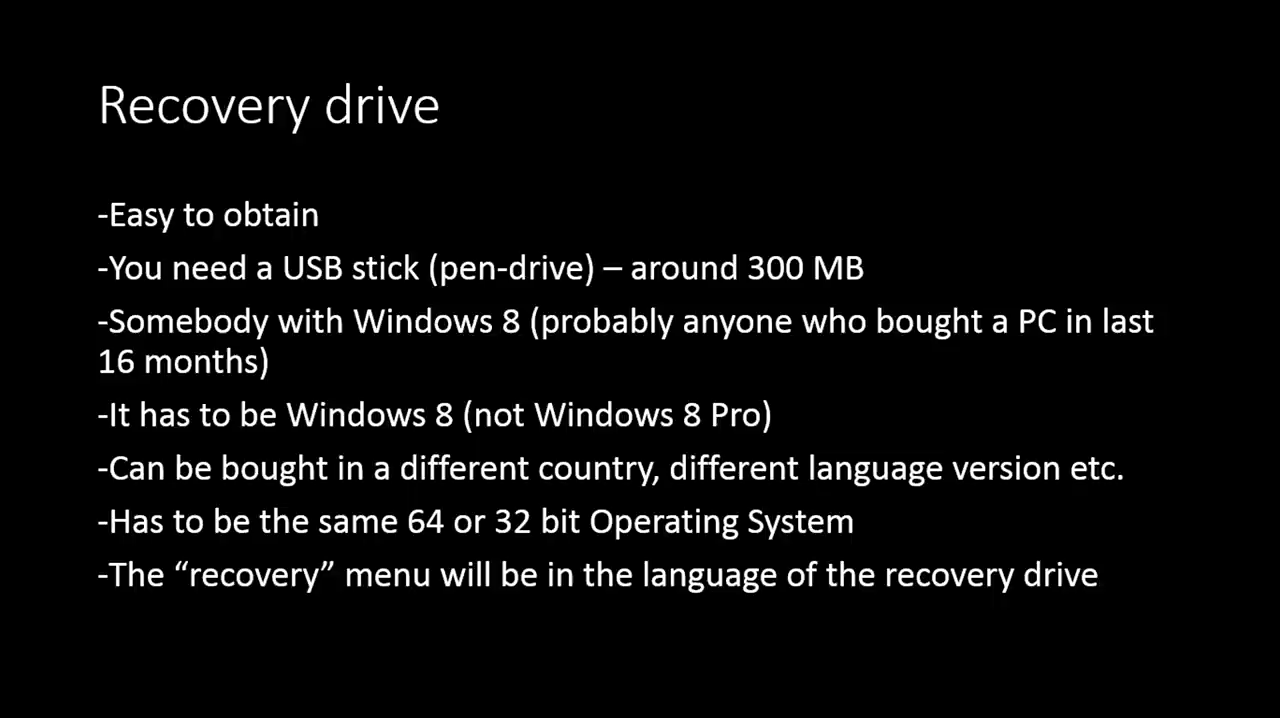 Recovery drive
-Easy to obtain
-You need a USB stick (pen-drive) – around 300 MB
-Somebody with Windows 8 (probably anyone who bought a PC in last
16 months)
-It has to be Windows 8 (not Windows 8 Pro)
-Can be bought in a different country, different language version etc.
-Has to be the same 64 or 32 bit Operating System
-The “recovery” menu will be in the language of the recovery drive